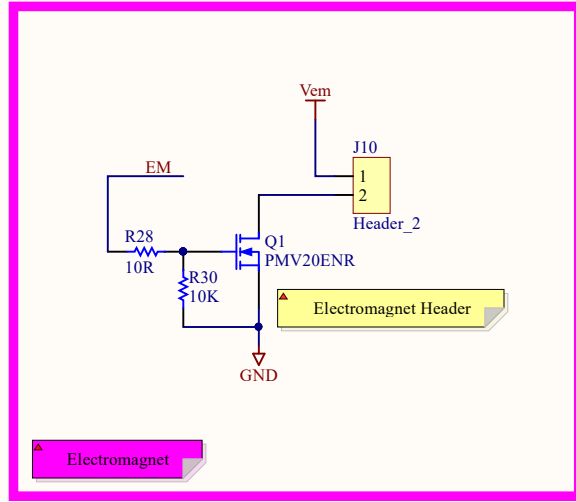 Vem
J10
1
2
Header_2
EM
R28
10R
Q1
PMV20ENR
R30
10K
Electromagnet Header
GND
Electromagnet